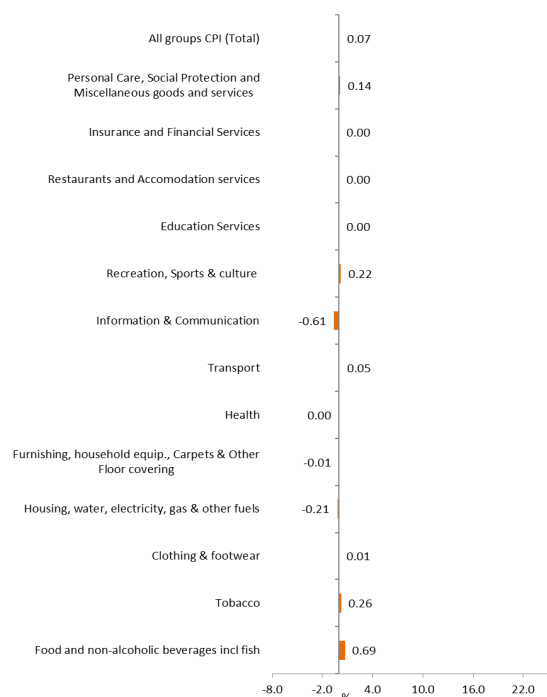 All groups CPI (Total) 0.07
Personal Care, Social Protection and
Miscellaneous goods and services 0.14
Insurance and Financial Services 0.00
Restaurants and Accomodation services 0.00
Education Services 0.00
Recreation, Sports & culture 0.22
Information & Communication -0.61
Transport 0.05
Health 0.00
Furnishing, household equip., Carpets & Other
Floor covering -0.01
Housing, water, electricity, gas & other fuels -0.21
Clothing & footwear 0.01
Tobacco 0.26
Food and non-alcoholic beverages incl fish 0.69
-8.0 -2.0 4.0 10.0 16.0 22.0
%